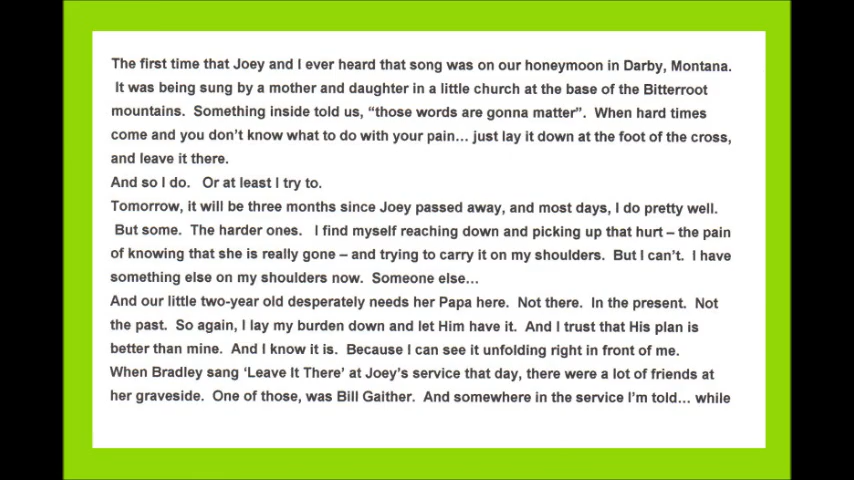 The first time that Joey and I ever heard that song was on our honeymoon in Darby, Montana.
It was being sung by a mother and daughter in a little church at the base of the Bitterroot
mountains. Something inside told us, “those words are gonna matter”. When hard times
come and you don’t know what to do with your pain… just lay it down at the foot of the cross,
and leave it there.
And so I do. Or at least I try to.
Tomorrow, it will be three months since Joey passed away, and most days, I do pretty well.
But some. The harder ones. I find myself reaching down and picking up that hurt – the pain
of knowing that she is really gone – and trying to carry it on my shoulders. But I can’t. I have
something else on my shoulders now. Someone else…
And our little two-year old desperately needs her Papa here. Not there. In the present. Not
the past. So again, I lay my burden down and let Him have it. And I trust that His plan is
better than mine. And I know it is. Because I can see it unfolding right in front of me.
When Bradley sang ‘Leave It There’ at Joey’s service that day, there were a lot of friends at
her graveside. One of those, was Bill Gaither. And somewhere in the service I’m told… while